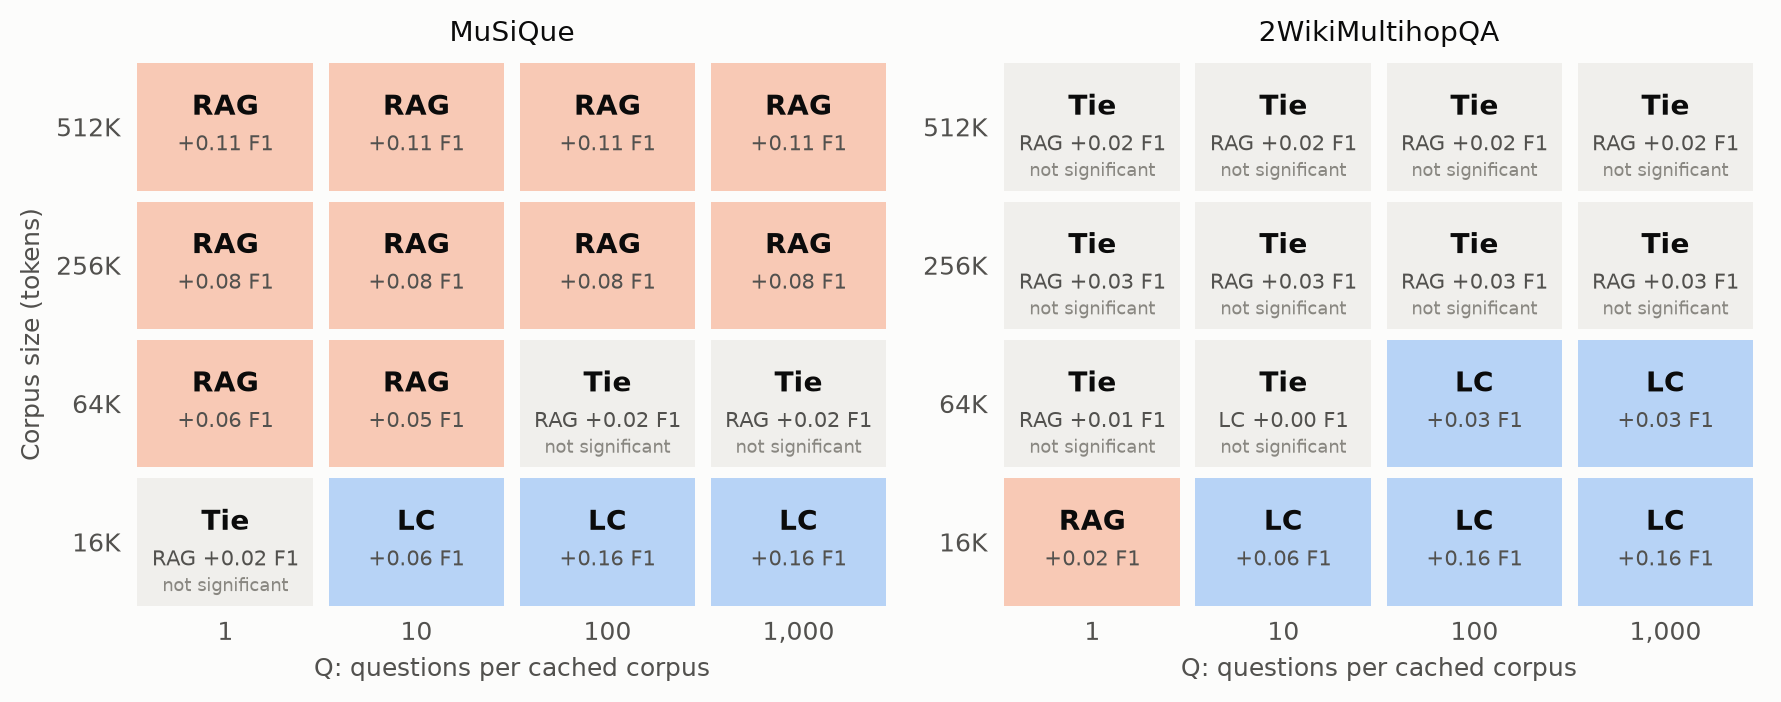 MuSiQue
2WikiMultihopQA
Corpus size (tokens)
512K
RAG
+0.11 F1
RAG
+0.11 F1
RAG
+0.11 F1
RAG
+0.11 F1
256K
RAG
+0.08 F1
RAG
+0.08 F1
RAG
+0.08 F1
RAG
+0.08 F1
64K
RAG
+0.06 F1
RAG
+0.05 F1
Tie
RAG +0.02 F1
not significant
Tie
RAG +0.02 F1
not significant
16K
Tie
RAG +0.02 F1
not significant
LC
+0.06 F1
LC
+0.16 F1
LC
+0.16 F1
1
10
100
1,000
Q: questions per cached corpus
512K
Tie
RAG +0.02 F1
not significant
Tie
RAG +0.02 F1
not significant
Tie
RAG +0.02 F1
not significant
Tie
RAG +0.02 F1
not significant
256K
Tie
RAG +0.03 F1
not significant
Tie
RAG +0.03 F1
not significant
Tie
RAG +0.03 F1
not significant
Tie
RAG +0.03 F1
not significant
64K
Tie
RAG +0.01 F1
not significant
Tie
LC +0.00 F1
not significant
LC
+0.03 F1
LC
+0.03 F1
16K
RAG
+0.02 F1
LC
+0.06 F1
LC
+0.16 F1
LC
+0.16 F1
1
10
100
1,000
Q: questions per cached corpus